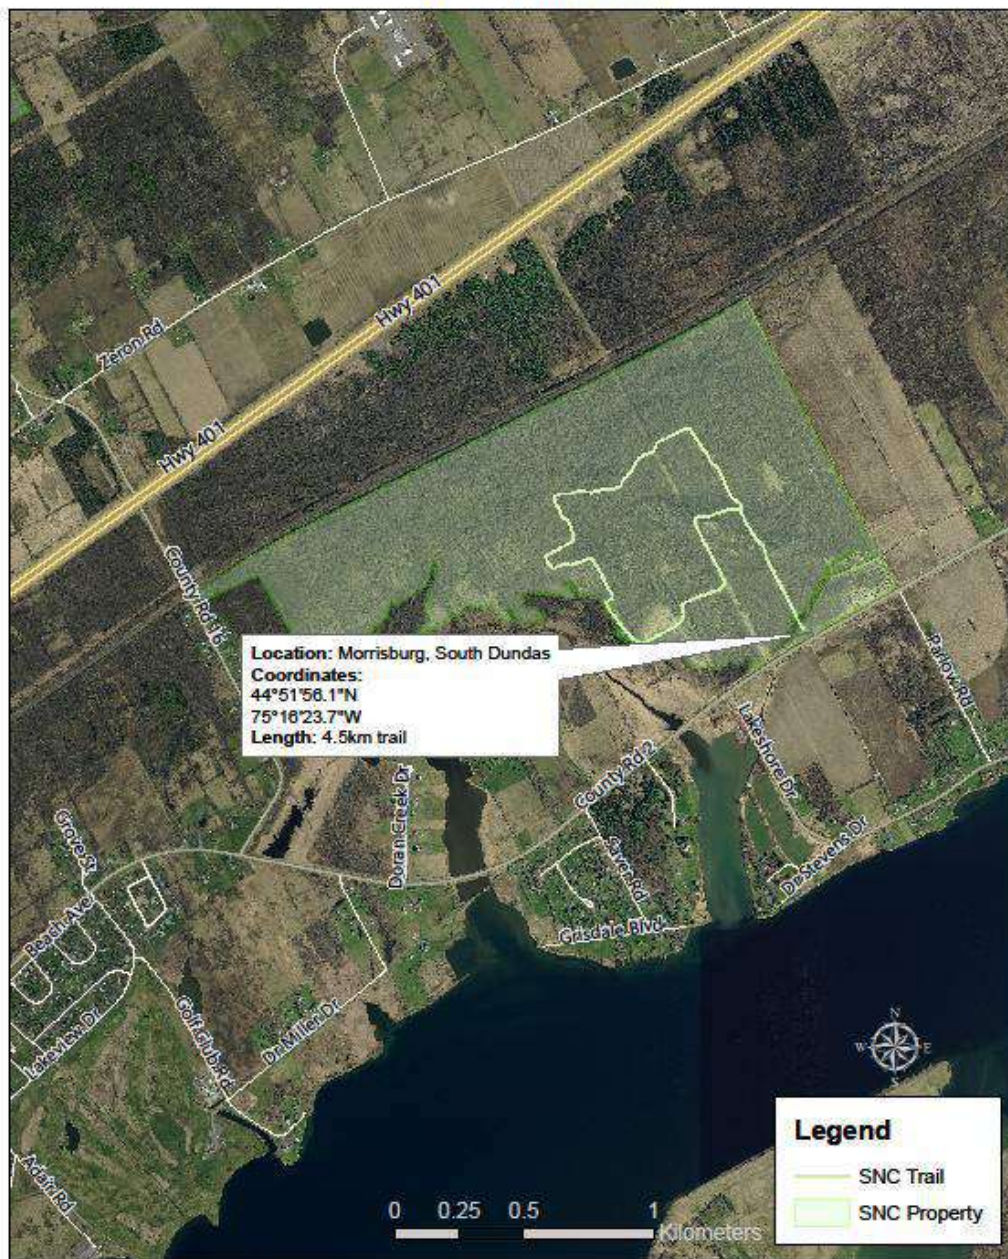 Hwy 401
Hwy 401
Zeron Rd
County Rd 16
Location: Morrisburg, South Dundas
Coordinates:
44°51'56.1"N
75°16'23.7"W
Length: 4.5km trail
Parlow Rd
Lakeshore Dr
County Rd 2
Doran Creek Dr
Grove St
Beach Ave
Dr Stevens Dr
Grisdale Blvd
Lakeview Dr
Golf Club Rd
Dr Miller Dr
Adair Rd
N
W E
S
Legend
SNC Trail
SNC Property
0 0.25 0.5 1
Kilometers